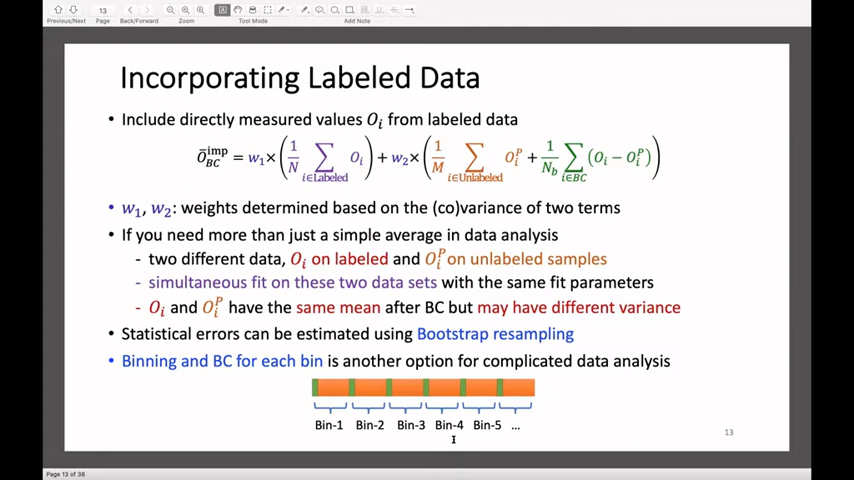 13
Previous/Next
Page
Back/Forward
Zoom
Tool Mode
Add Note
Incorporating Labeled Data
• Include directly measured values O_i from labeled data
Ō_BC^imp = w_1 × (1/N ∑_{i∈Labeled} O_i) + w_2 × (1/M ∑_{i∈Unlabeled} O_i^P + 1/N_b ∑_{i∈BC} (O_i − O_i^P))
• w_1, w_2: weights determined based on the (co)variance of two terms
• If you need more than just a simple average in data analysis
- two different data, O_i on labeled and O_i^P on unlabeled samples
- simultaneous fit on these two data sets with the same fit parameters
- O_i and O_i^P have the same mean after BC but may have different variance
• Statistical errors can be estimated using Bootstrap resampling
• Binning and BC for each bin is another option for complicated data analysis
Bin-1 Bin-2 Bin-3 Bin-4 Bin-5 ...
13
Page 13 of 38